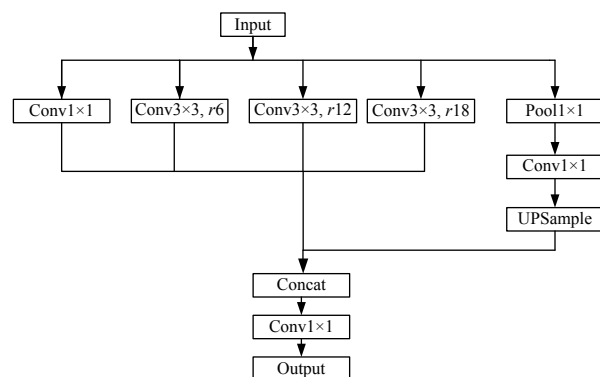 Input
Conv1×1
Conv3×3, r6
Conv3×3, r12
Conv3×3, r18
Pool1×1
Conv1×1
UPSample
Concat
Conv1×1
Output